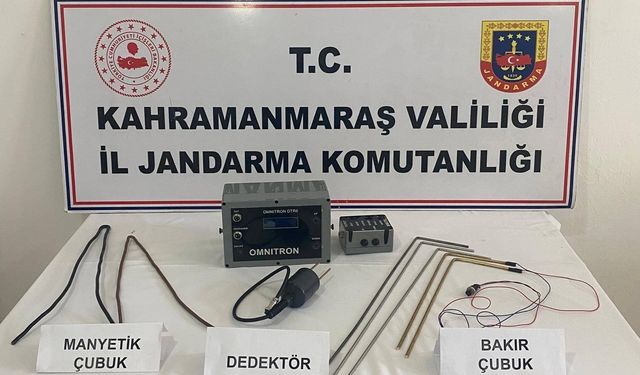 T.C.
KAHRAMANMARAŞ VALİLİĞİ
İL JANDARMA KOMUTANLIĞI
JANDARMA
OMNITRON
MANYETİK
ÇUBUK
DEDEKTÖR
BAKIR
ÇUBUK